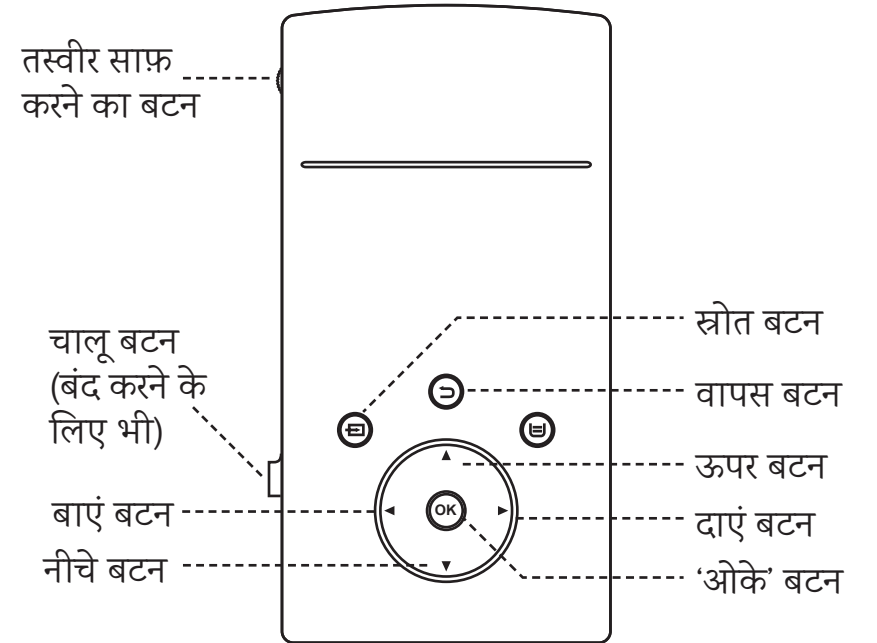 तस्वीर साफ़
करने का बटन
चालू बटन
(बंद करने के
लिए भी)
बाएं बटन
नीचे बटन
स्रोत बटन
वापस बटन
ऊपर बटन
दाएं बटन
‘ओके’ बटन
OK